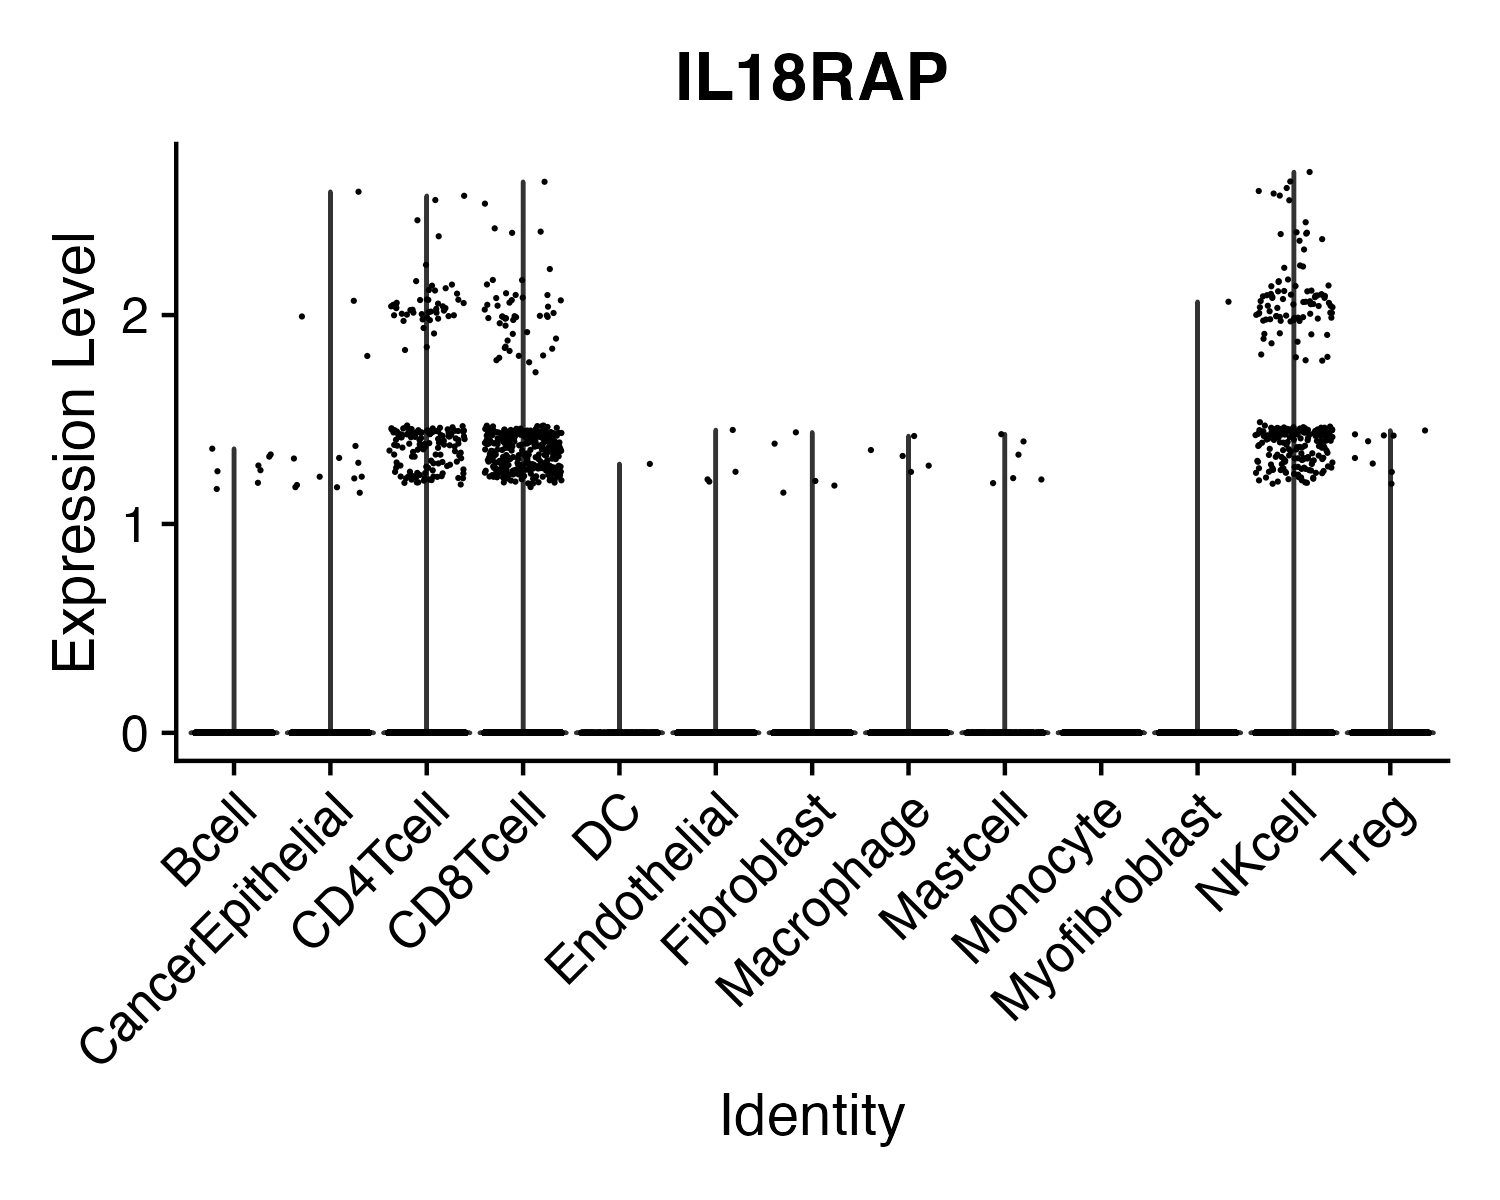 IL18RAP
Expression Level
2
1
0
Bcell
CancerEpithelial
CD4Tcell
CD8Tcell
DC
Endothelial
Fibroblast
Macrophage
Mastcell
Monocyte
Myofibroblast
NKcell
Treg
Identity